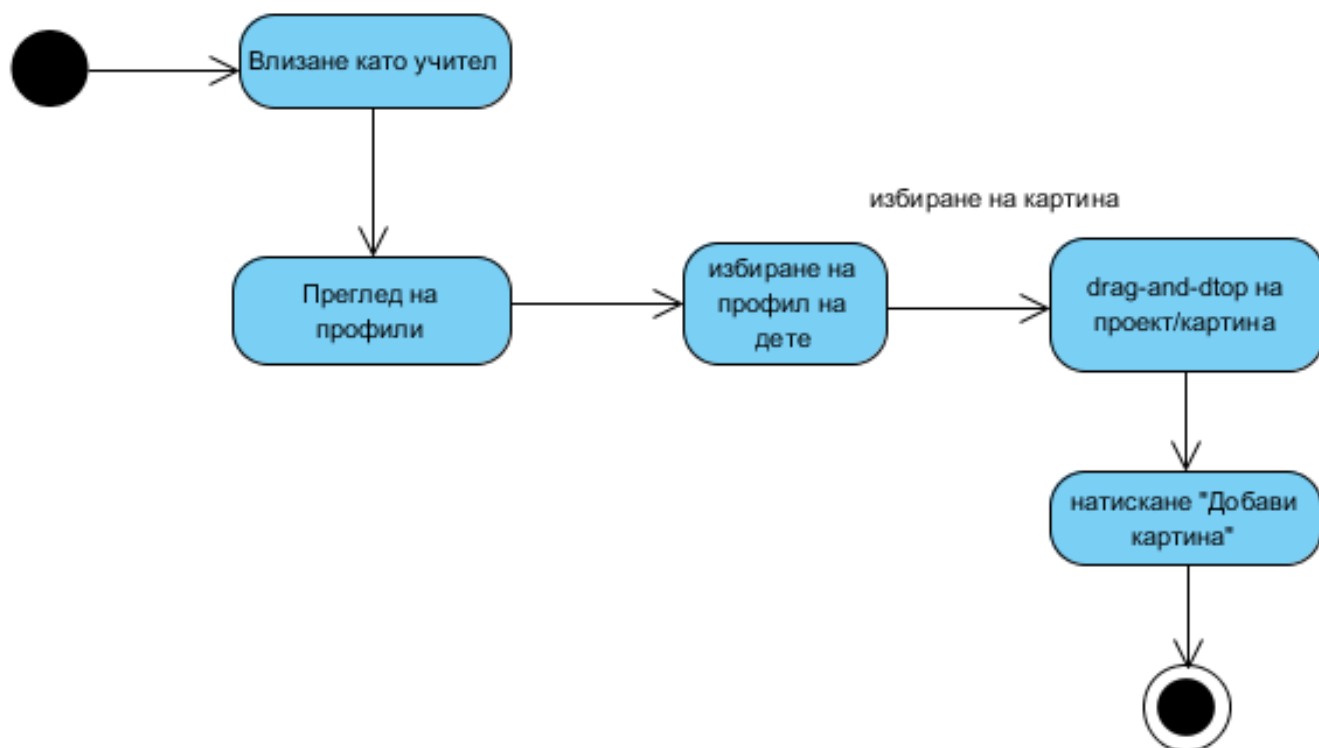 Влизане като учител
избиране на картина
Преглед на
профили
избиране на
профил на
дете
drag-and-dtop на
проект/картина
натискане "Добави
картина"